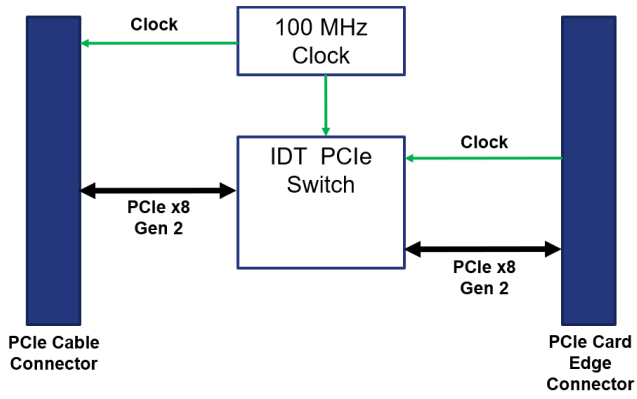 Clock
100 MHz
Clock
Clock
IDT PCIe
Switch
PCIe x8
Gen 2
PCIe x8
Gen 2
PCIe Cable
Connector
PCIe Card
Edge
Connector